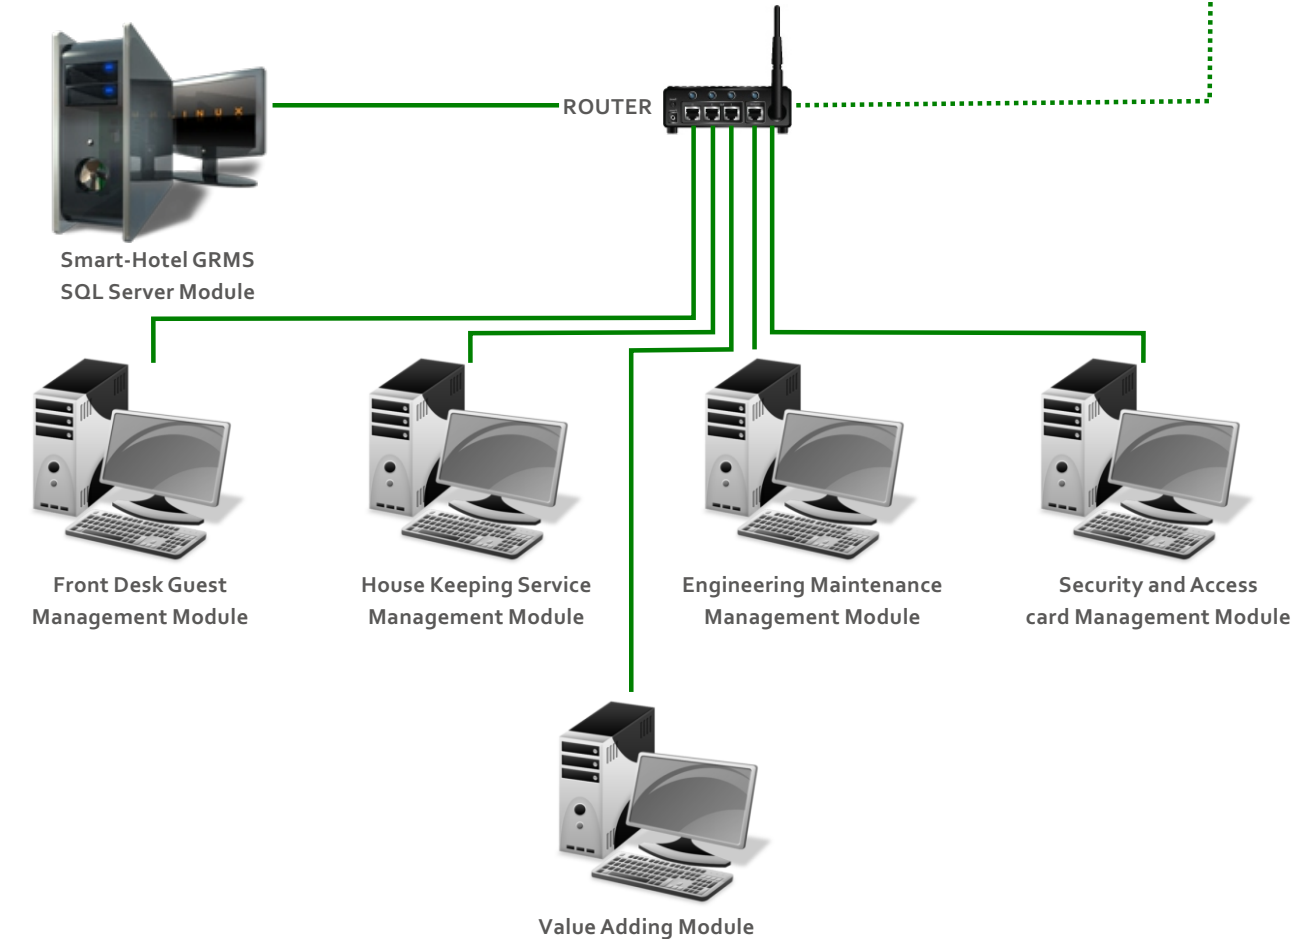 ROUTER
Smart-Hotel GRMS
SQL Server Module
Front Desk Guest
Management Module
House Keeping Service
Management Module
Engineering Maintenance
Management Module
Security and Access
card Management Module
Value Adding Module